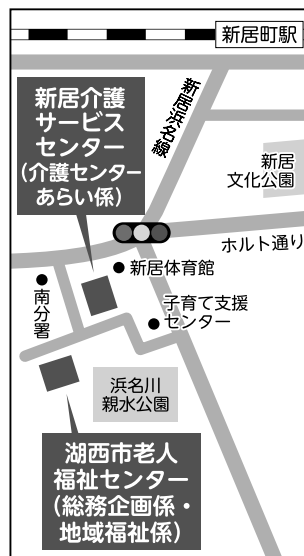 新居町駅
新居介護
サービス
センター
(介護センター
あらい係)
新居浜名線
新居
文化公園
ポルト通り
新居体育館
南分署
子育て支援
センター
浜名川
親水公園
湖西市老人
福祉センター
(総務企画係・
地域福祉係)